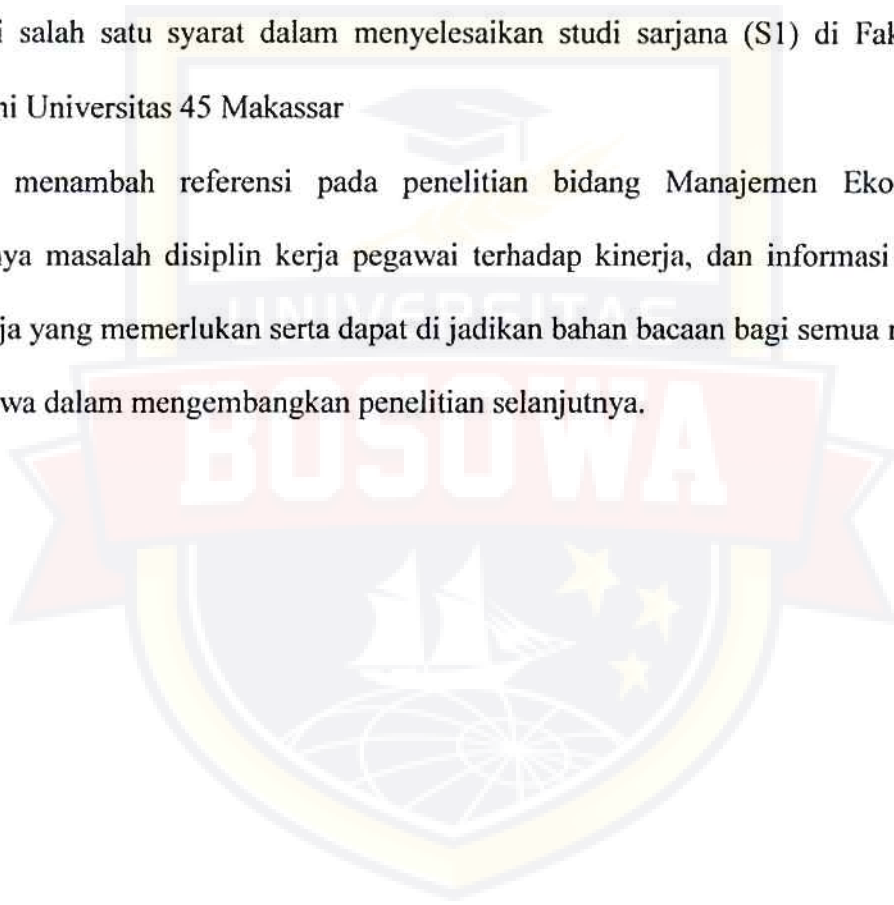 i salah satu syarat dalam menyelesaikan studi sarjana (S1) di Fak
ni Universitas 45 Makassar
menambah referensi pada penelitian bidang Manajemen Eko
ya masalah disiplin kerja pegawai terhadap kinerja, dan informasi
ja yang memerlukan serta dapat di jadikan bahan bacaan bagi semua
UNIVERSITAS
wa dalam mengembangkan penelitian selanjutnya.
BOSOWA